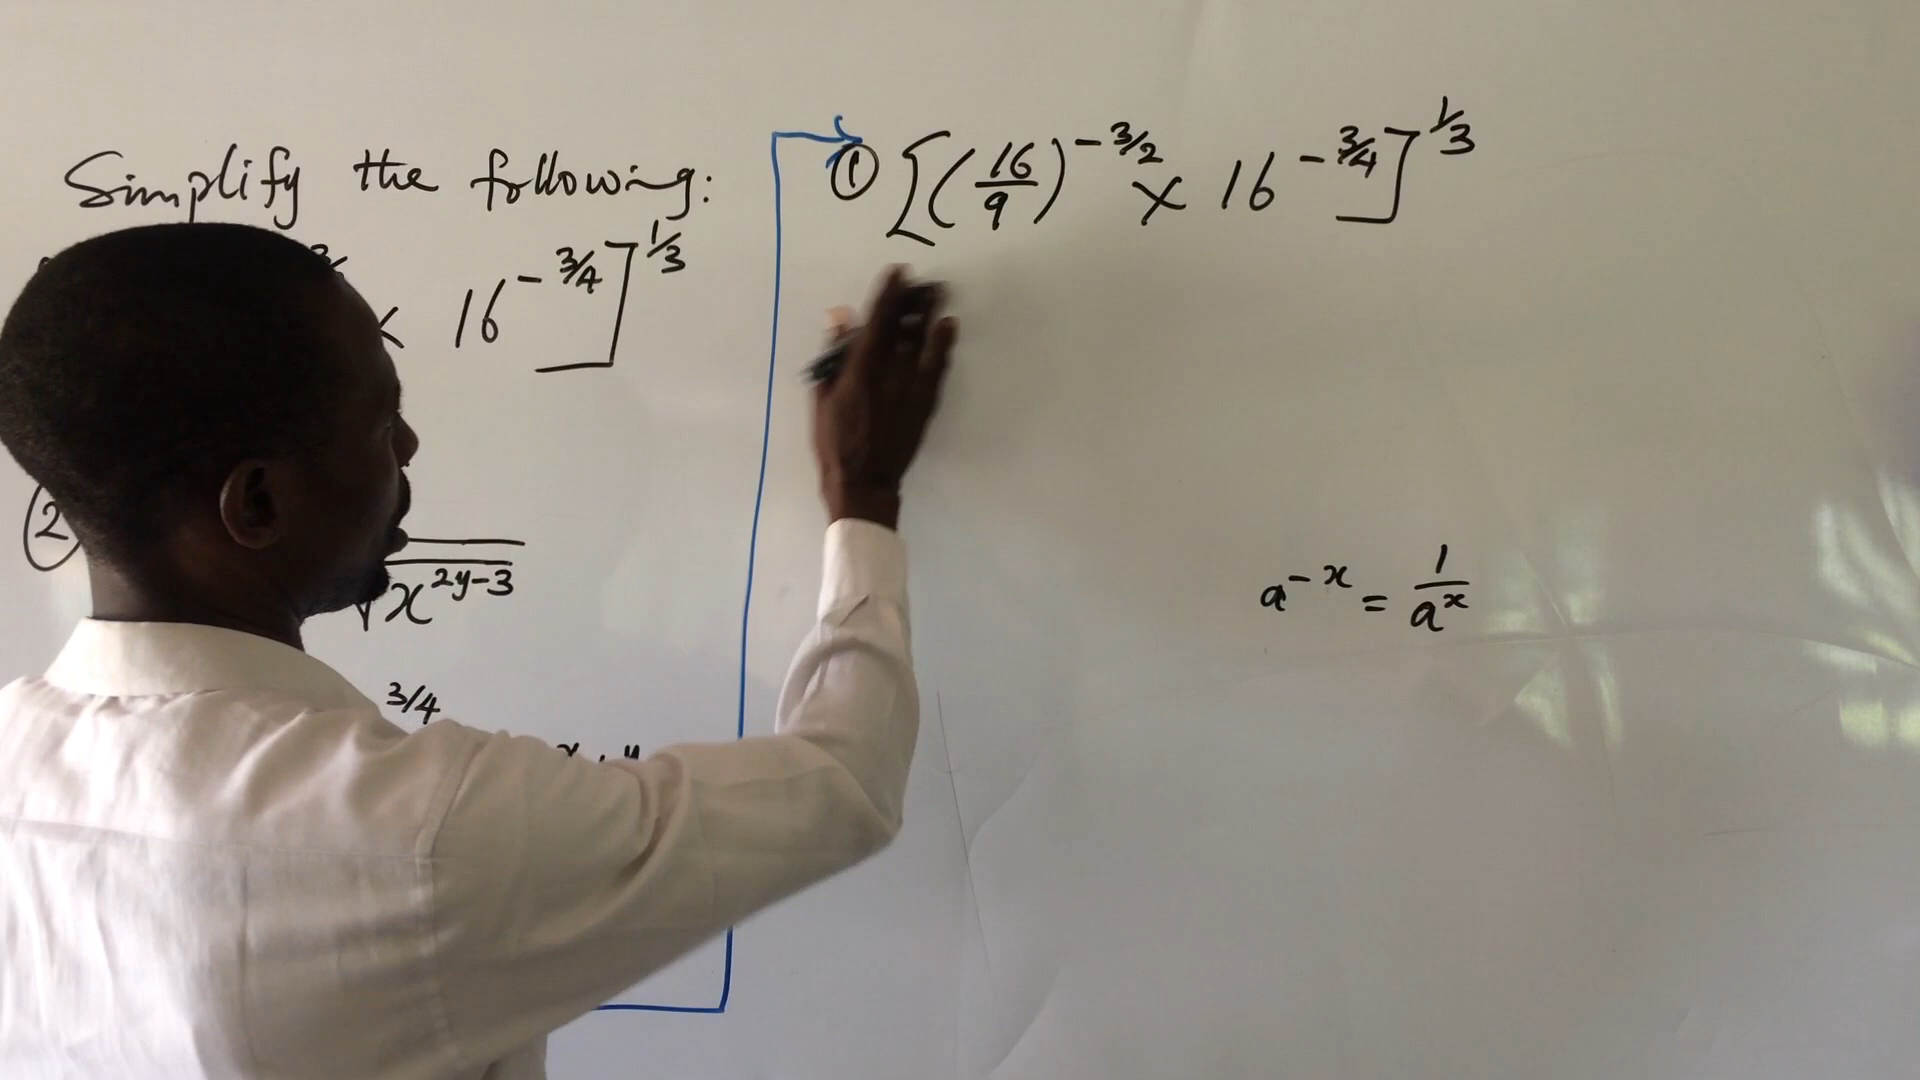 Simplify the following:
× 16^{-3/4}]^{1/3}
②
√x^{2y-3}
3/4
① [(16/9)^{-3/2} × 16^{-3/4}]^{1/3}
a^{-x} = 1/a^x